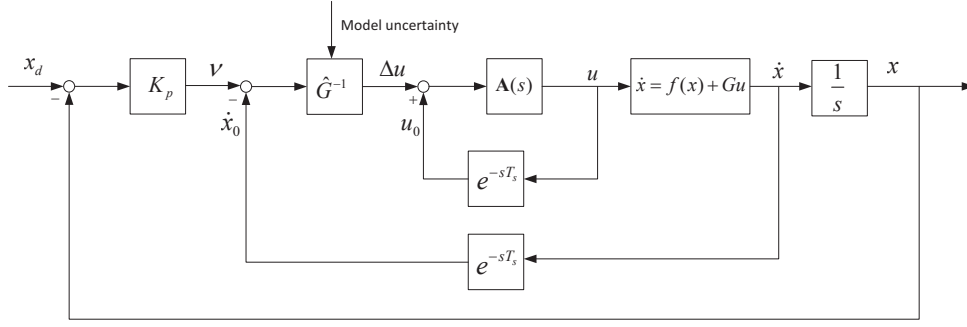 Model uncertainty
x_d
−
K_p
ν
−
ẋ_0
Ĝ^{-1}
Δu
+
u_0
A(s)
u
ẋ = f(x) + Gu
ẋ
1/s
x
e^{-sT_s}
e^{-sT_s}